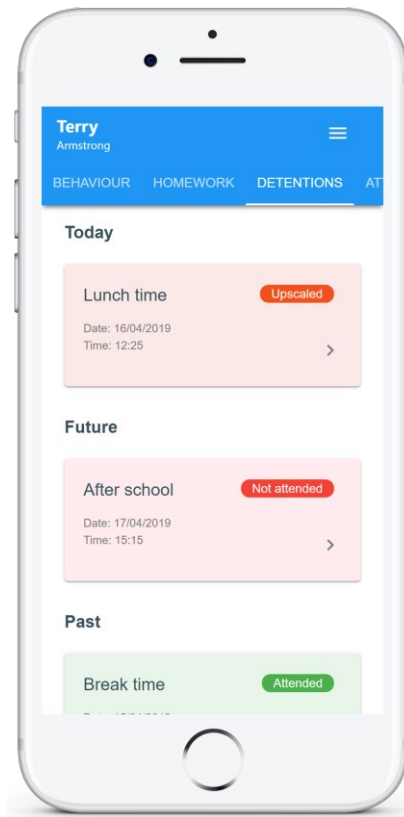 Terry
Armstrong
BEHAVIOUR HOMEWORK DETENTIONS AT
Today
Lunch time Upscaled
Date: 16/04/2019
Time: 12:25
Future
After school Not attended
Date: 17/04/2019
Time: 15:15
Past
Break time Attended